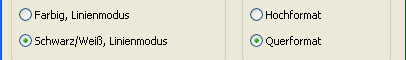 Farbig, Linienmodus
Schwarz/Weiß, Linienmodus
Hochformat
Querformat